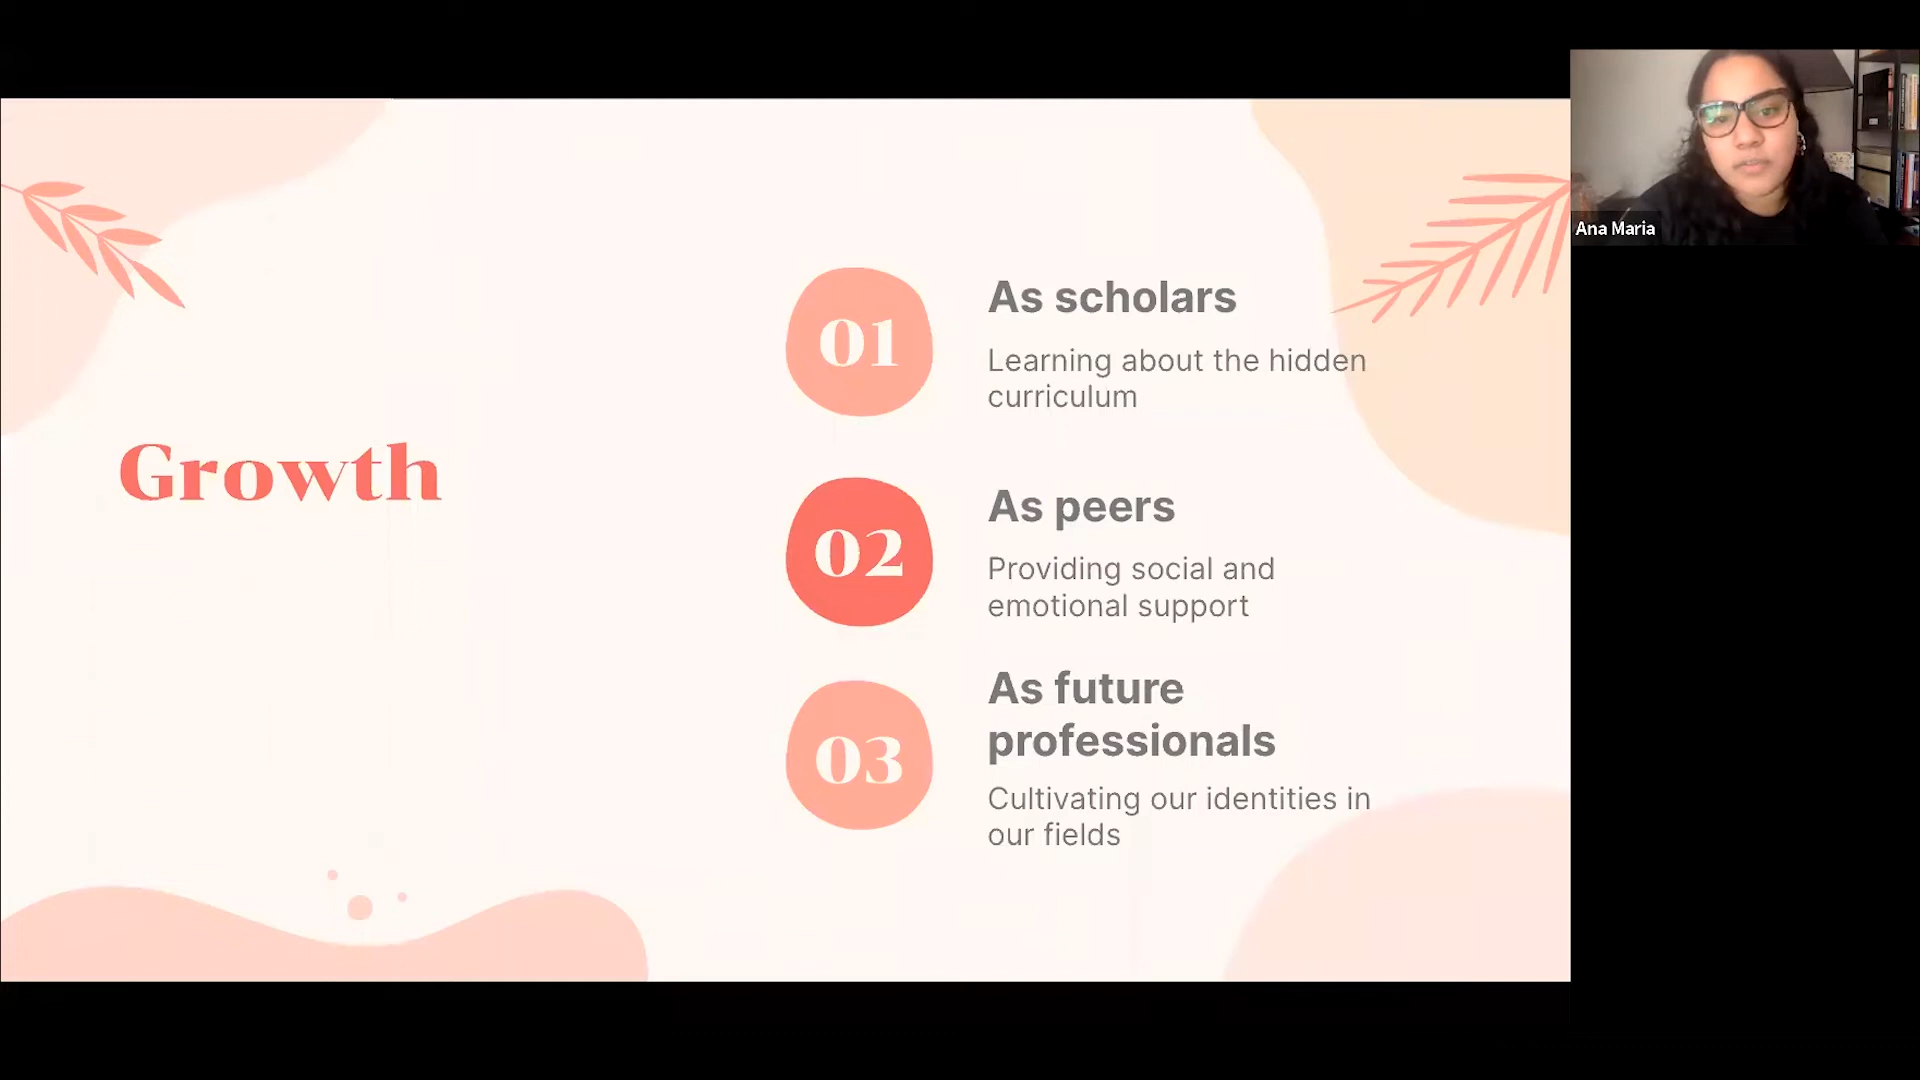 Growth
01
As scholars
Learning about the hidden
curriculum
02
As peers
Providing social and
emotional support
03
As future
professionals
Cultivating our identities in
our fields
Ana Maria